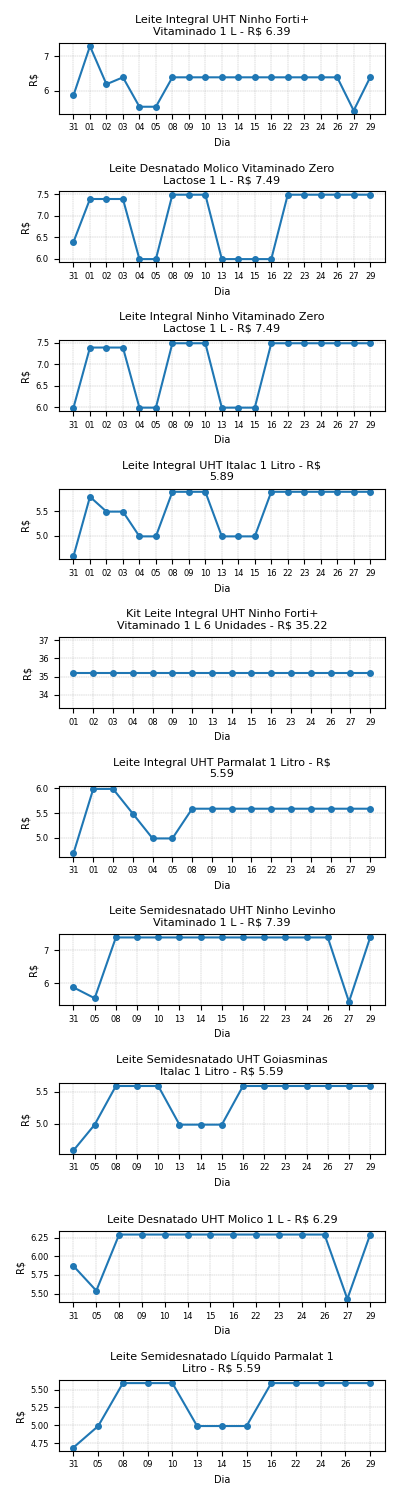 Leite Integral UHT Ninho Forti+
Vitaminado 1 L - R$ 6.39
7
6
R$
31 01 02 03 04 05 08 09 10 13 14 15 16 22 23 24 26 27 29
Dia
Leite Desnatado Molico Vitaminado Zero
Lactose 1 L - R$ 7.49
7.5
7.0
6.5
6.0
R$
31 01 02 03 04 05 08 09 10 13 14 15 16 22 23 24 26 27 29
Dia
Leite Integral Ninho Vitaminado Zero
Lactose 1 L - R$ 7.49
7.5
7.0
6.5
6.0
R$
31 01 02 03 04 05 08 09 10 13 14 15 16 22 23 24 26 27 29
Dia
Leite Integral UHT Italac 1 Litro - R$
5.89
5.5
5.0
R$
31 01 02 03 04 05 08 09 10 13 14 15 16 22 23 24 26 27 29
Dia
Kit Leite Integral UHT Ninho Forti+
Vitaminado 1 L 6 Unidades - R$ 35.22
37
36
35
34
R$
01 02 03 04 08 09 10 13 14 15 16 22 23 24 26 27 29
Dia
Leite Integral UHT Parmalat 1 Litro - R$
5.59
6.0
5.5
5.0
R$
31 01 02 03 04 05 08 09 10 16 22 23 24 26 27 29
Dia
Leite Semidesnatado UHT Ninho Levinho
Vitaminado 1 L - R$ 7.39
7
6
R$
31 05 08 09 10 13 14 15 16 22 23 24 26 27 29
Dia
Leite Semidesnatado UHT Goiasminas
Italac 1 Litro - R$ 5.59
5.5
5.0
R$
31 05 08 09 10 13 14 15 16 22 23 24 26 27 29
Dia
Leite Desnatado UHT Molico 1 L - R$ 6.29
6.25
6.00
5.75
5.50
R$
31 05 08 09 10 14 15 16 22 23 24 26 27 29
Dia
Leite Semidesnatado Líquido Parmalat 1
Litro - R$ 5.59
5.50
5.25
5.00
4.75
R$
31 05 08 09 10 13 14 15 16 22 24 26 29
Dia